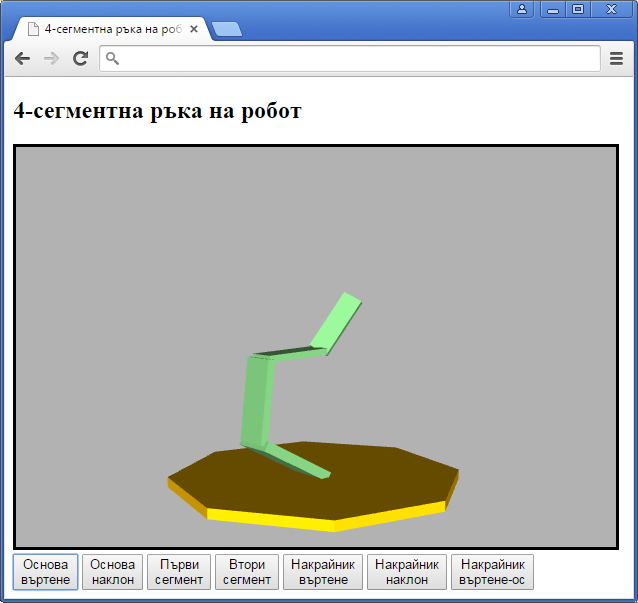 4-сегментна ръка на роб
4-сегментна ръка на робот
Основа
въртене
Основа
наклон
Първи
сегмент
Втори
сегмент
Накрайник
въртене
Накрайник
наклон
Накрайник
въртене-ос